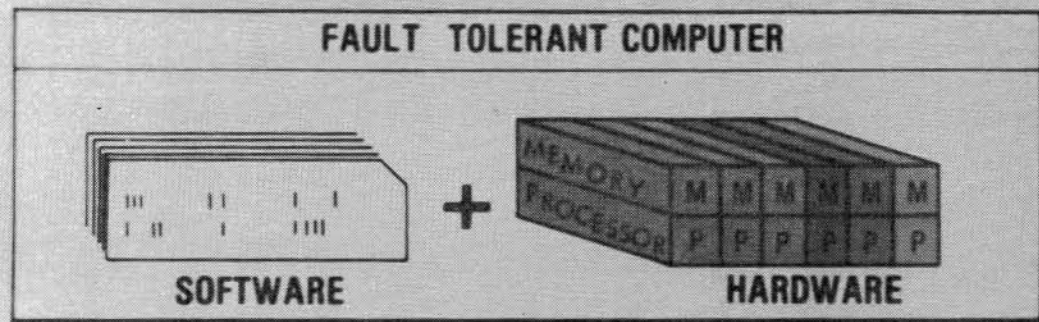 FAULT TOLERANT COMPUTER
MEMORY
M M M M M M
PROCESSOR
P P P P P P
SOFTWARE
HARDWARE